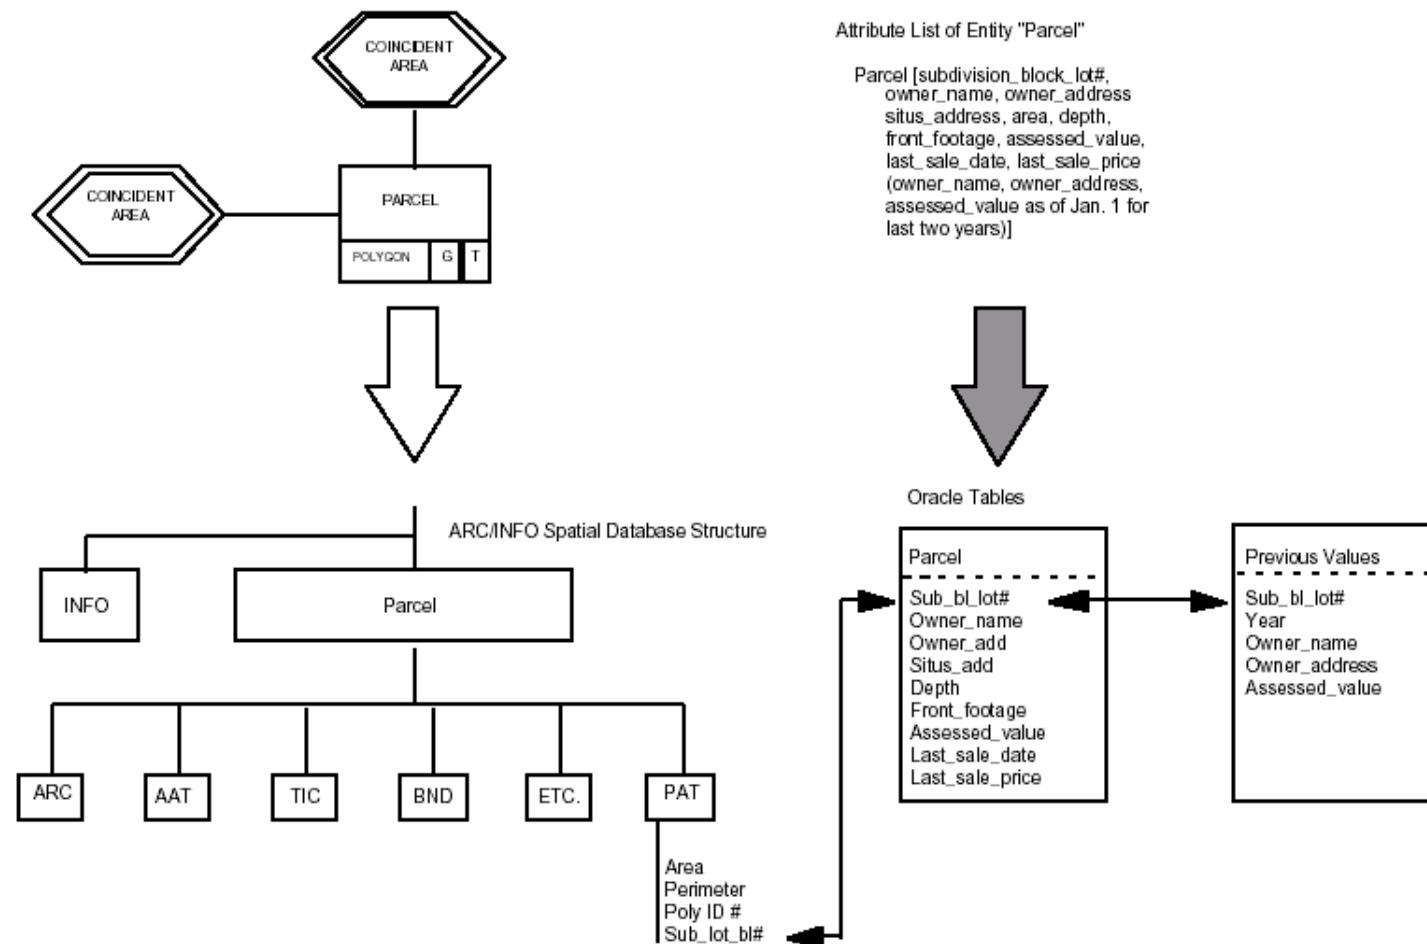 COINCIDENT
AREA
Attribute List of Entity "Parcel"
Parcel [subdivision_block_lot#,
owner_name, owner_address
situs_address, area, depth,
front_footage, assessed_value,
last_sale_date, last_sale_price
(owner_name, owner_address,
assessed_value as of Jan. 1 for
last two years)]
COINCIDENT
AREA
PARCEL
POLYGON G T
ARC/INFO Spatial Database Structure
INFO
Parcel
ARC
AAT
TIC
BND
ETC.
PAT
Area
Perimeter
Poly ID #
Sub_lot_bl#
Oracle Tables
Parcel
Sub_bl_lot#
Owner_name
Owner_add
Situs_add
Depth
Front_footage
Assessed_value
Last_sale_date
Last_sale_price
Previous Values
Sub_bl_lot#
Year
Owner_name
Owner_address
Assessed_value